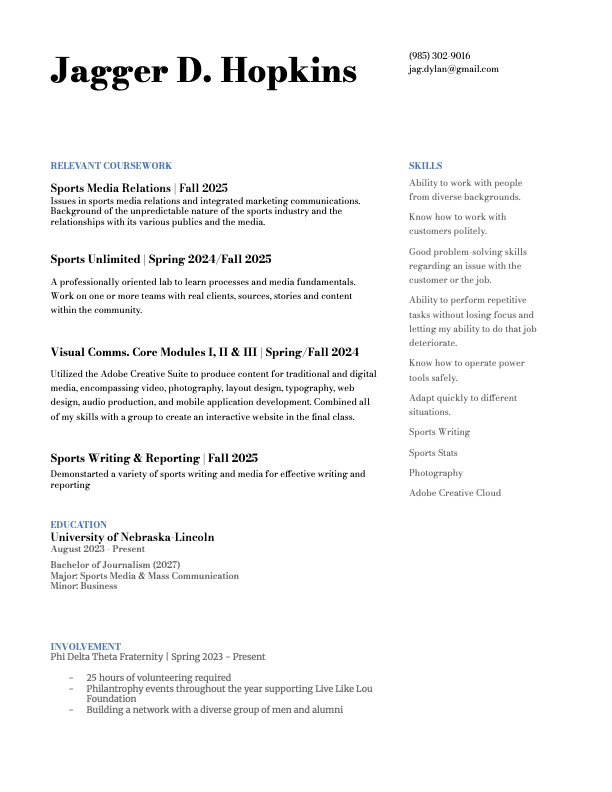 Jagger D. Hopkins
(985) 302-9016
jag.dylan@gmail.com
RELEVANT COURSEWORK
Sports Media Relations | Fall 2025
Issues in sports media relations and integrated marketing communications.
Background of the unpredictable nature of the sports industry and the
relationships with its various publics and the media.
Sports Unlimited | Spring 2024/Fall 2025
A professionally oriented lab to learn processes and media fundamentals.
Work on one or more teams with real clients, sources, stories and content
within the community.
Visual Comms. Core Modules I, II & III | Spring/Fall 2024
Utilized the Adobe Creative Suite to produce content for traditional and digital
media, encompassing video, photography, layout design, typography, web
design, audio production, and mobile application development. Combined all
of my skills with a group to create an interactive website in the final class.
Sports Writing & Reporting | Fall 2025
Demonstarted a variety of sports writing and media for effective writing and
reporting
EDUCATION
University of Nebraska-Lincoln
August 2023 - Present
Bachelor of Journalism (2027)
Major: Sports Media & Mass Communication
Minor: Business
INVOLVEMENT
Phi Delta Theta Fraternity | Spring 2023 – Present
- 25 hours of volunteering required
- Philantrophy events throughout the year supporting Live Like Lou
Foundation
- Building a network with a diverse group of men and alumni
SKILLS
Ability to work with people
from diverse backgrounds.
Know how to work with
customers politely.
Good problem-solving skills
regarding an issue with the
customer or the job.
Ability to perform repetitive
tasks without losing focus and
letting my ability to do that job
deteriorate.
Know how to operate power
tools safely.
Adapt quickly to different
situations.
Sports Writing
Sports Stats
Photography
Adobe Creative Cloud